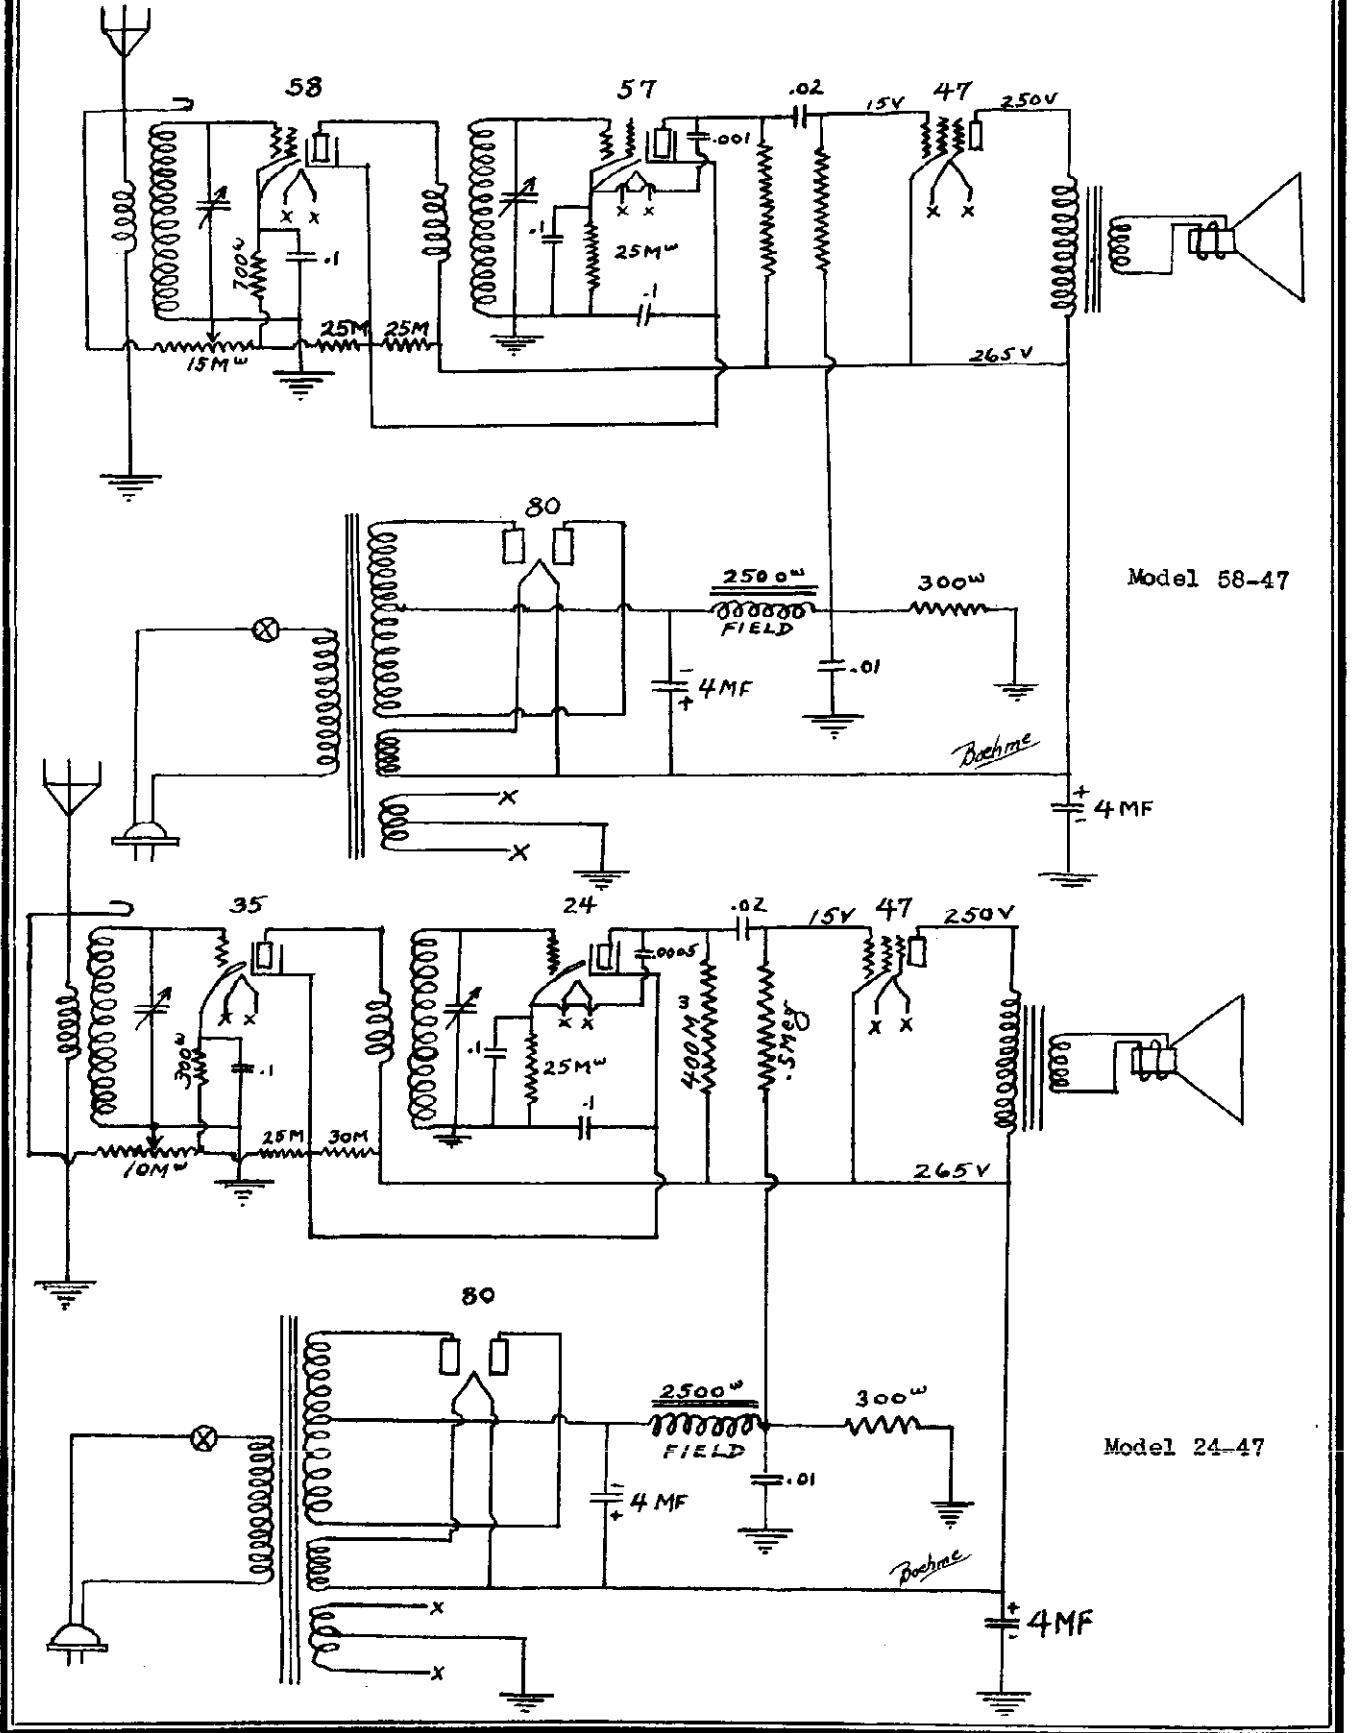 58
57
.02
47
15V
250V
.001
x x
x x
x x
700ω
.1
.1
25Mω
.1
25M
25M
15Mω
265V
80
2500ω
FIELD
300ω
Model 58-47
.01
- 4MF +
Boehme
x
x
+ 4MF -
35
24
.02
47
15V
250V
.0005
x x
x x
x x
300ω
.1
.1
25Mω
400Mω
.5Meg
.1
25M
30M
10Mω
265V
80
2500ω
FIELD
300ω
Model 24-47
.01
- 4MF +
Boehme
x
x
+ 4MF -